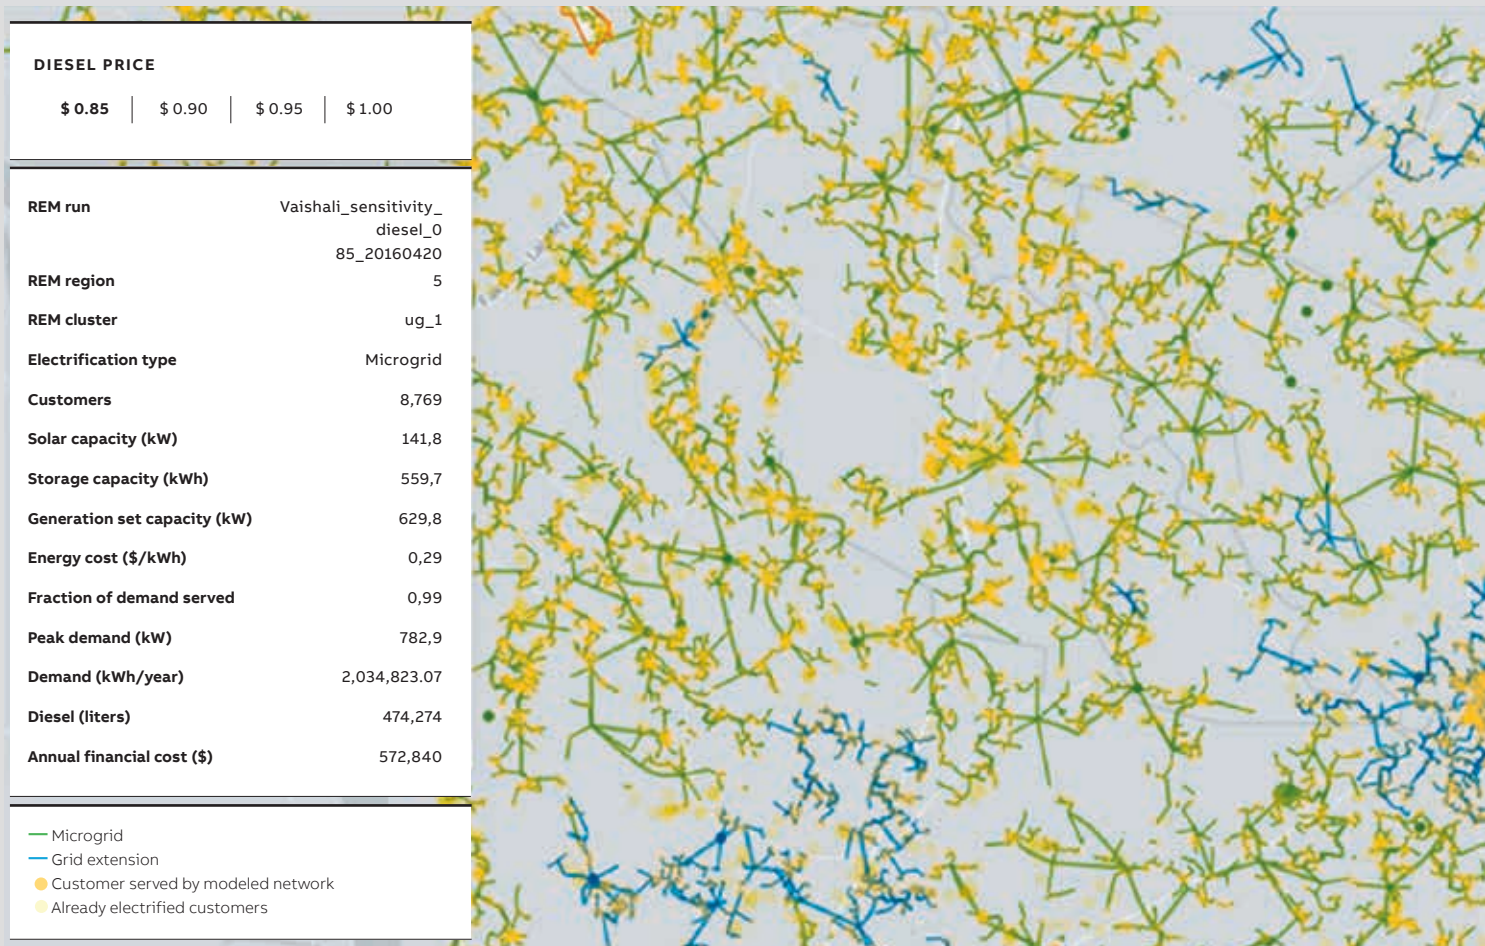 DIESEL PRICE
$ 0.85 $ 0.90 $ 0.95 $ 1.00
REM run Vaishali_sensitivity_
diesel_0
85_20160420
REM region 5
REM cluster ug_1
Electrification type Microgrid
Customers 8,769
Solar capacity (kW) 141,8
Storage capacity (kWh) 559,7
Generation set capacity (kW) 629,8
Energy cost ($/kWh) 0,29
Fraction of demand served 0,99
Peak demand (kW) 782,9
Demand (kWh/year) 2,034,823.07
Diesel (liters) 474,274
Annual financial cost ($) 572,840
Microgrid
Grid extension
Customer served by modeled network
Already electrified customers